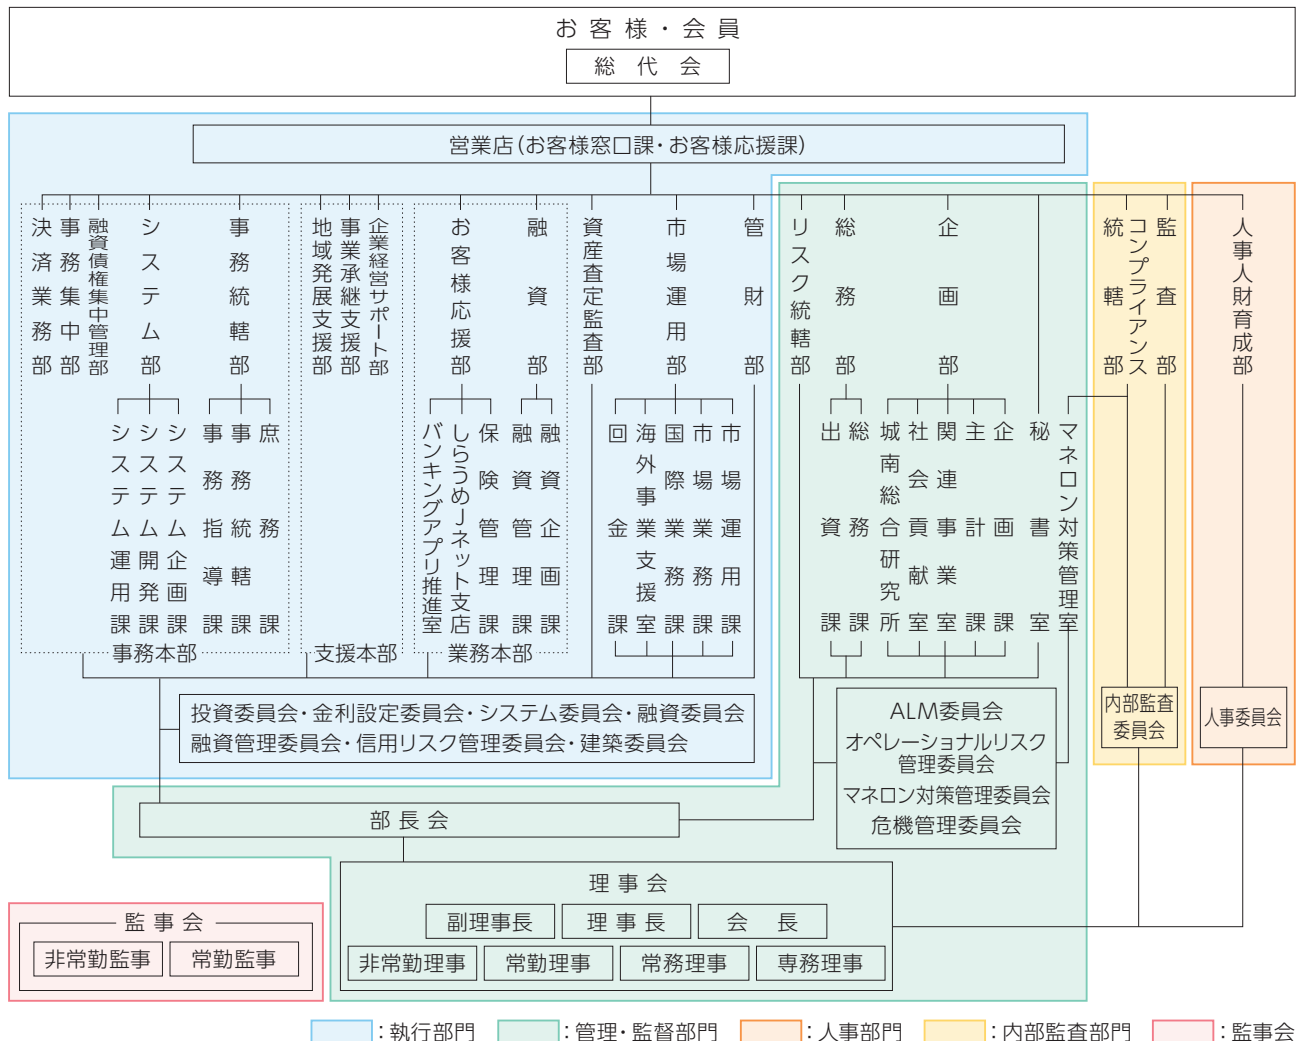 お客様・会員
総代会
営業店(お客様窓口課・お客様応援課)
決済業務部
事務集中部
融資債権集中管理部
システム部
事務統轄部
地域発展支援部
事業承継支援部
企業経営サポート部
お客様応援部
融資部
資産査定監査部
市場運用部
管財部
リスク統轄部
総務部
企画部
コンプライアンス
統轄部
監査部
人事人財育成部
システム運用課
システム開発課
システム企画課
事務指導課
事務統轄課
庶務課
バンキングアプリ推進室
しらうめJネット支店
保険管理課
融資管理課
融資企画課
回金課
海外事業支援室
国際業務課
市場業務課
市場運用課
出資課
総務課
城南総合研究所
社会貢献室
関連事業室
主計課
企画課
秘書室
マネロン対策管理室
事務本部
支援本部
業務本部
投資委員会・金利設定委員会・システム委員会・融資委員会
融資管理委員会・信用リスク管理委員会・建築委員会
ALM委員会
オペレーショナルリスク
管理委員会
マネロン対策管理委員会
危機管理委員会
内部監査
委員会
人事委員会
部長会
理事会
副理事長
理事長
会長
非常勤理事
常勤理事
常務理事
専務理事
監事会
非常勤監事
常勤監事
:執行部門
:管理・監督部門
:人事部門
:内部監査部門
:監事会